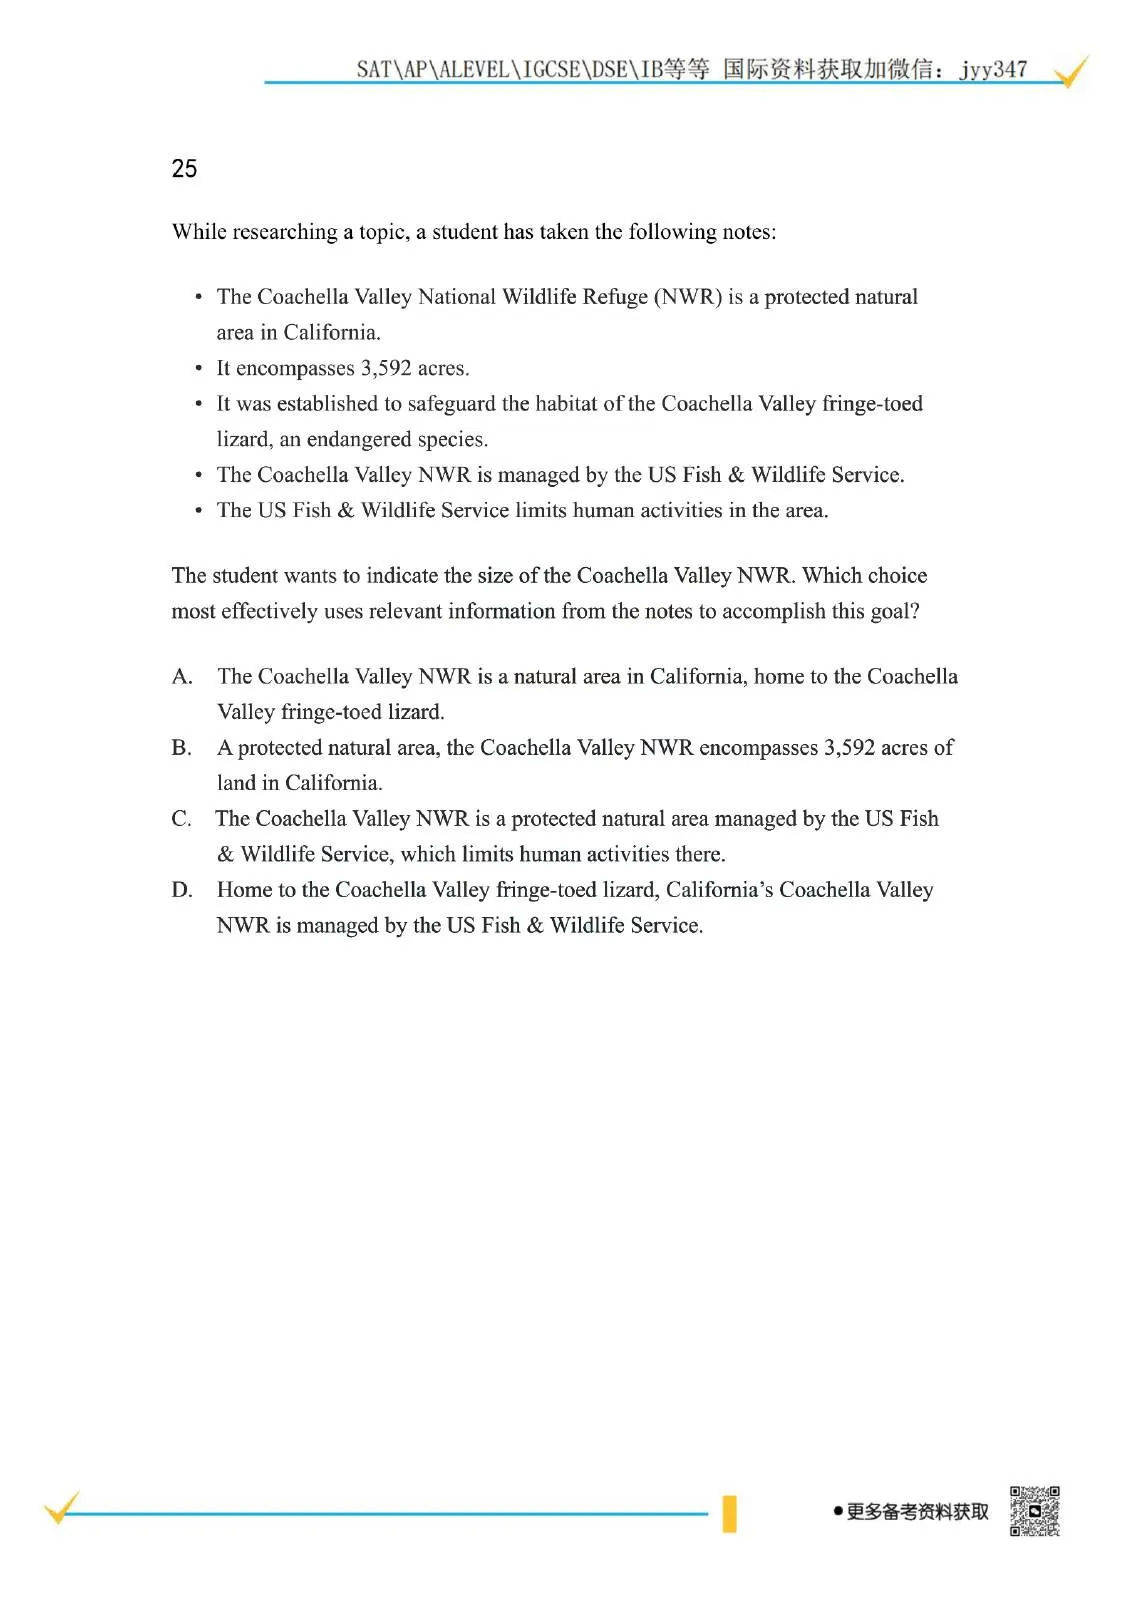 SAT\AP\ALEVEL\IGCSE\DSE\IB等等 国际资料获取加微信：jyy347
25
While researching a topic, a student has taken the following notes:
• The Coachella Valley National Wildlife Refuge (NWR) is a protected natural
area in California.
• It encompasses 3,592 acres.
• It was established to safeguard the habitat of the Coachella Valley fringe-toed
lizard, an endangered species.
• The Coachella Valley NWR is managed by the US Fish & Wildlife Service.
• The US Fish & Wildlife Service limits human activities in the area.
The student wants to indicate the size of the Coachella Valley NWR. Which choice
most effectively uses relevant information from the notes to accomplish this goal?
A. The Coachella Valley NWR is a natural area in California, home to the Coachella
Valley fringe-toed lizard.
B. A protected natural area, the Coachella Valley NWR encompasses 3,592 acres of
land in California.
C. The Coachella Valley NWR is a protected natural area managed by the US Fish
& Wildlife Service, which limits human activities there.
D. Home to the Coachella Valley fringe-toed lizard, California’s Coachella Valley
NWR is managed by the US Fish & Wildlife Service.
•更多备考资料获取